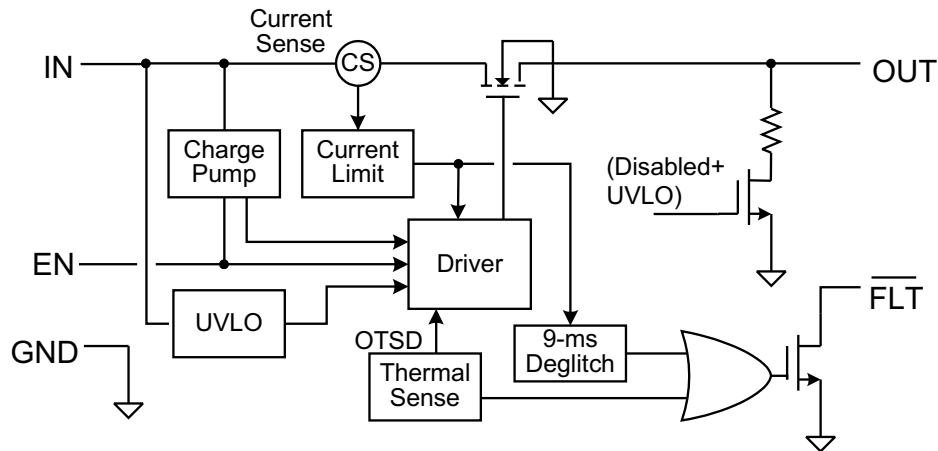 Current
Sense
IN
CS
OUT
Charge
Pump
Current
Limit
(Disabled+
UVLO)
EN
Driver
FLT
UVLO
GND
OTSD
9-ms
Deglitch
Thermal
Sense